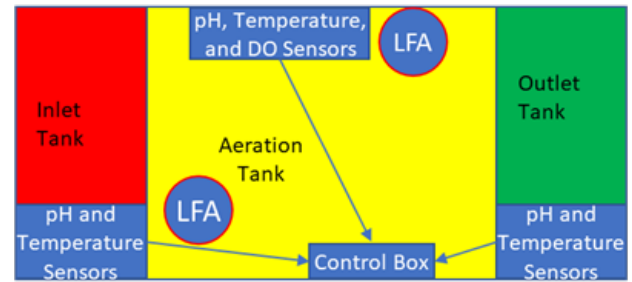 pH, Temperature,
and DO Sensors
LFA
Inlet
Tank
Outlet
Tank
Aeration
Tank
LFA
pH and
Temperature
Sensors
Control Box
pH and
Temperature
Sensors